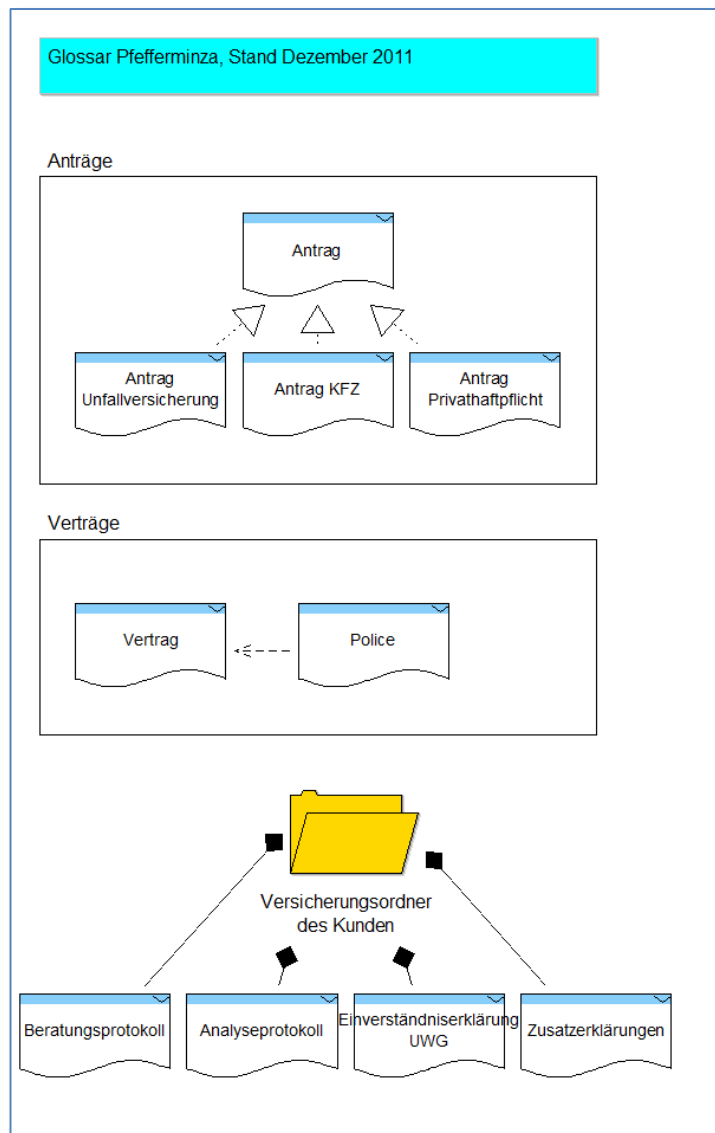 Glossar Pfefferminza, Stand Dezember 2011
Anträge
Antrag
Antrag
Unfallversicherung
Antrag KFZ
Antrag
Privathaftpflicht
Verträge
Vertrag
Police
Versicherungsordner
des Kunden
Beratungsprotokoll
Analyseprotokoll
Einverständniserklärung
UWG
Zusatzerklärungen